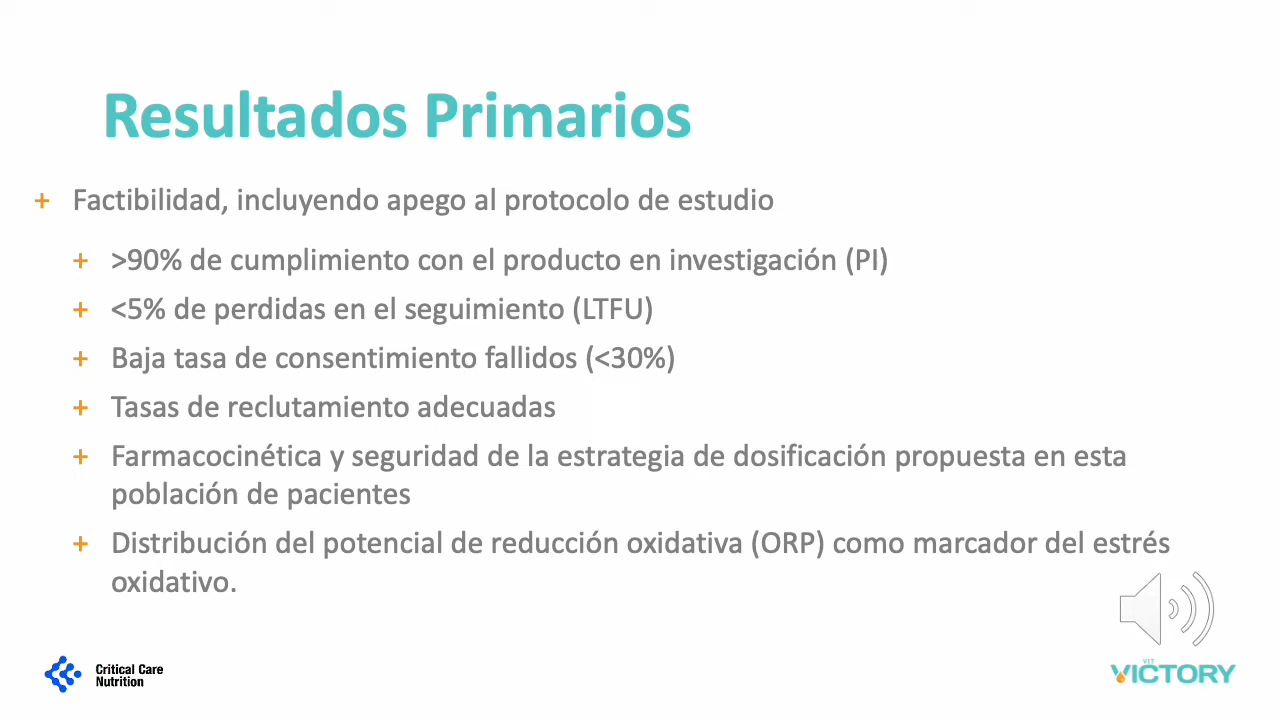 Resultados Primarios
+ Factibilidad, incluyendo apego al protocolo de estudio
+ >90% de cumplimiento con el producto en investigación (PI)
+ <5% de perdidas en el seguimiento (LTFU)
+ Baja tasa de consentimiento fallidos (<30%)
+ Tasas de reclutamiento adecuadas
+ Farmacocinética y seguridad de la estrategia de dosificación propuesta en esta
población de pacientes
+ Distribución del potencial de reducción oxidativa (ORP) como marcador del estrés
oxidativo.
Critical Care
Nutrition
VICTORY